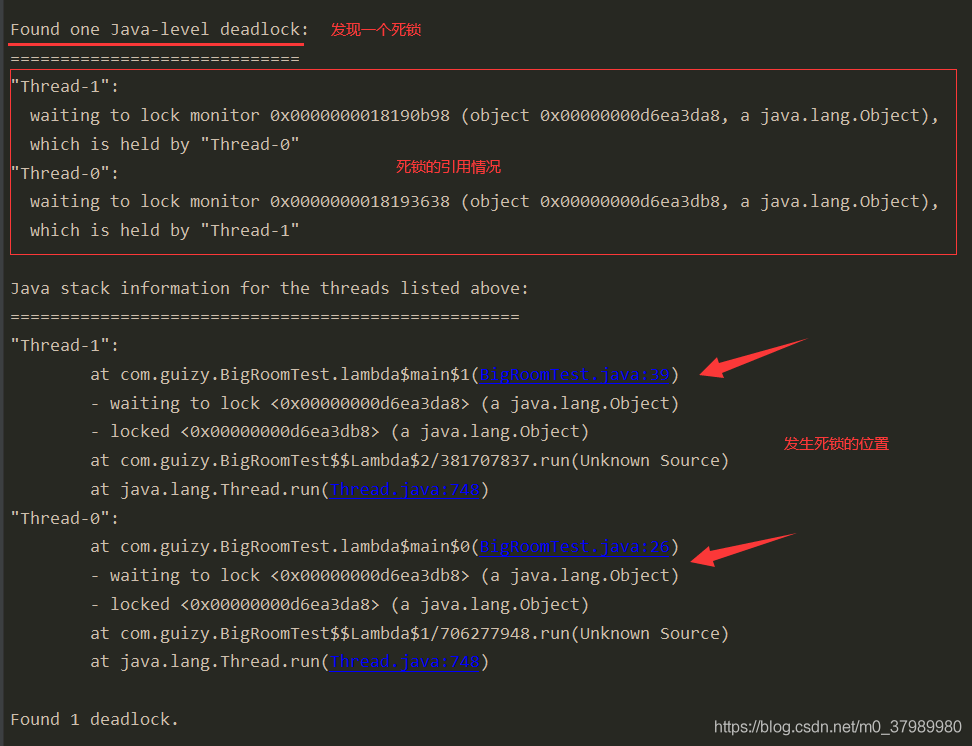 Found one Java-level deadlock: 发现一个死锁
=============================
"Thread-1":
waiting to lock monitor 0x0000000018190b98 (object 0x00000000d6ea3da8, a java.lang.Object),
which is held by "Thread-0"
死锁的引用情况
"Thread-0":
waiting to lock monitor 0x0000000018193638 (object 0x00000000d6ea3db8, a java.lang.Object),
which is held by "Thread-1"
Java stack information for the threads listed above:
===================================================
"Thread-1":
at com.guizy.BigRoomTest.lambda$main$1(BigRoomTest.java:39)
- waiting to lock <0x00000000d6ea3da8> (a java.lang.Object)
- locked <0x00000000d6ea3db8> (a java.lang.Object)
发生死锁的位置
at com.guizy.BigRoomTest$$Lambda$2/381707837.run(Unknown Source)
at java.lang.Thread.run(Thread.java:748)
"Thread-0":
at com.guizy.BigRoomTest.lambda$main$0(BigRoomTest.java:26)
- waiting to lock <0x00000000d6ea3db8> (a java.lang.Object)
- locked <0x00000000d6ea3da8> (a java.lang.Object)
at com.guizy.BigRoomTest$$Lambda$1/706277948.run(Unknown Source)
at java.lang.Thread.run(Thread.java:748)
Found 1 deadlock.
https://blog.csdn.net/m0_37989980